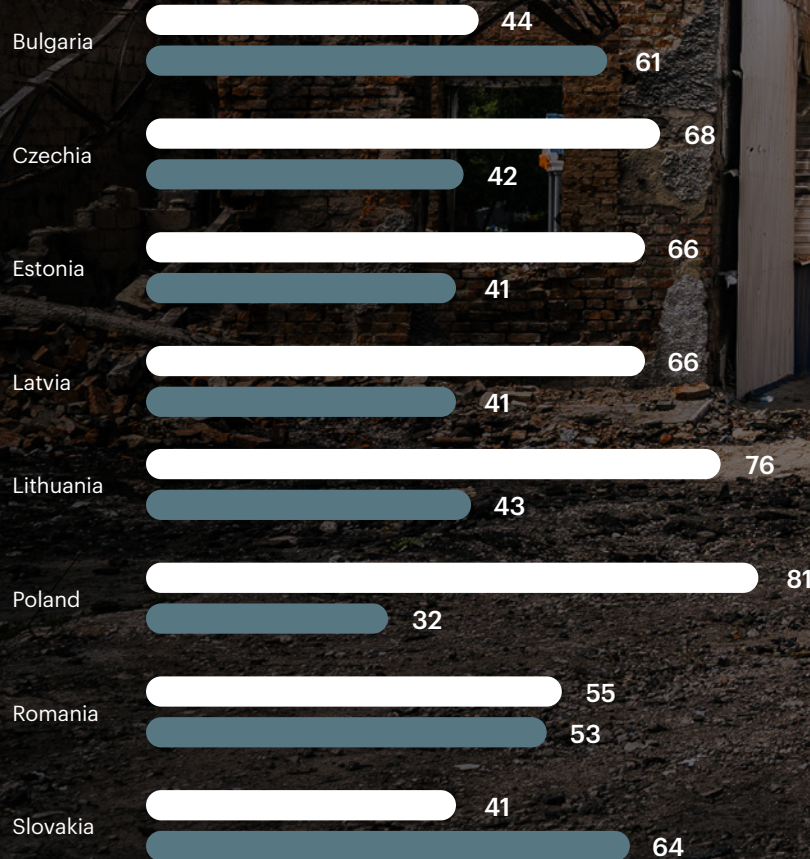 44
Bulgaria
61
68
Czechia
42
66
Estonia
41
66
Latvia
41
76
Lithuania
43
81
Poland
32
55
Romania
53
41
Slovakia
64